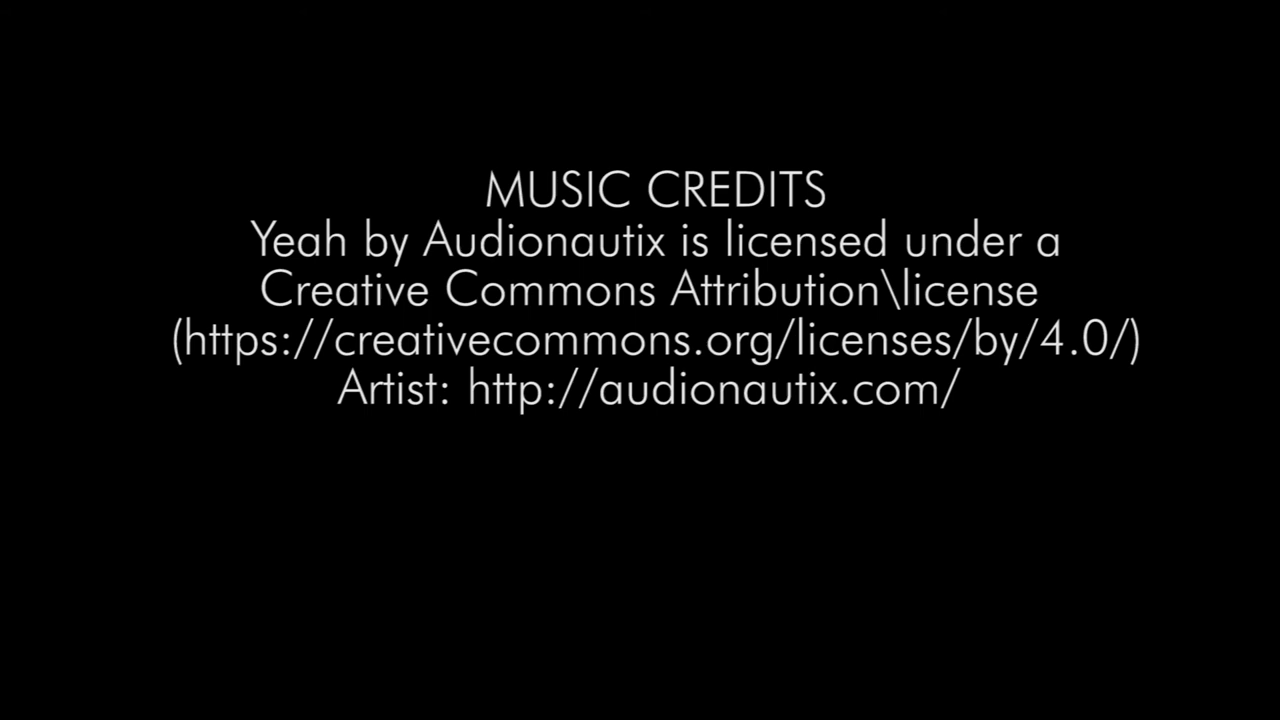 MUSIC CREDITS
Yeah by Audionautix is licensed under a
Creative Commons Attribution\license
(https://creativecommons.org/licenses/by/4.0/)
Artist: http://audionautix.com/